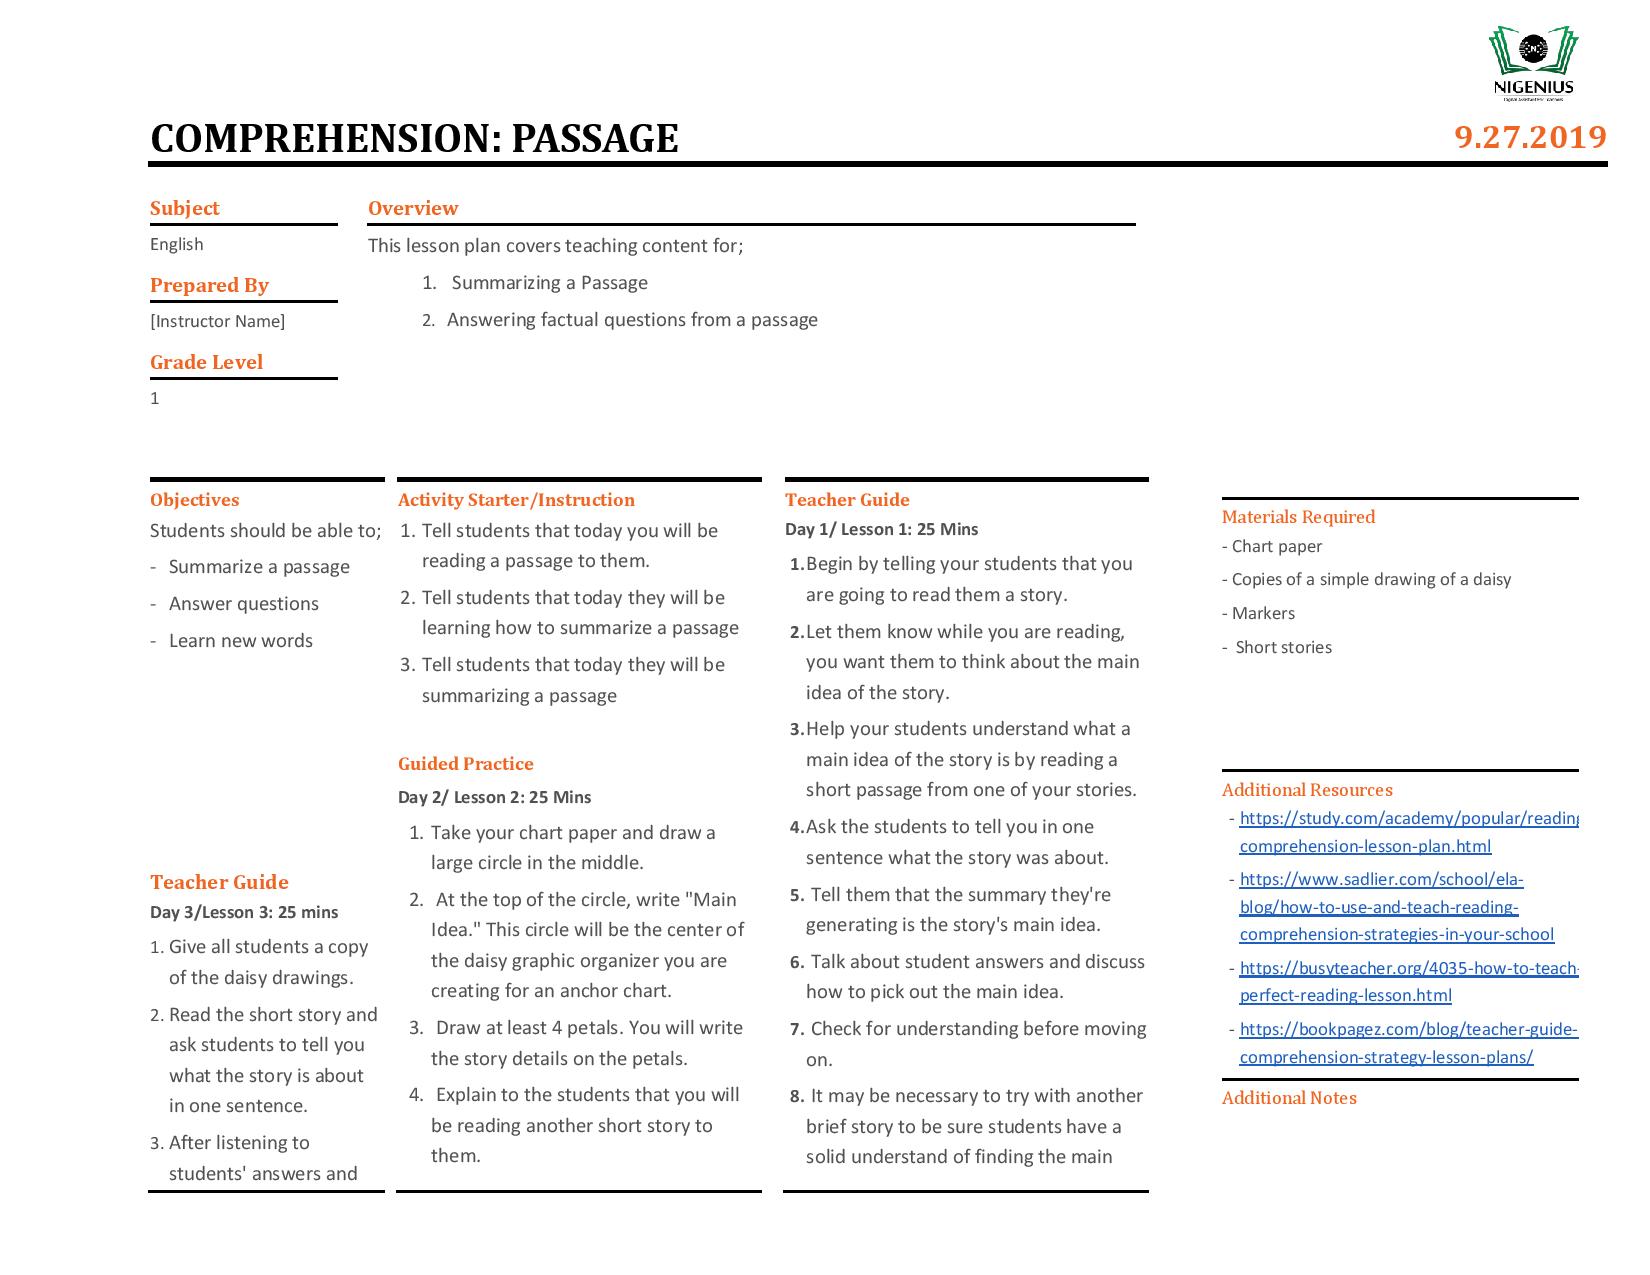 NIGENIUS
COMPREHENSION: PASSAGE
9.27.2019
Subject
English
Prepared By
[Instructor Name]
Grade Level
1
Overview
This lesson plan covers teaching content for;
1. Summarizing a Passage
2. Answering factual questions from a passage
Objectives
Students should be able to;
- Summarize a passage
- Answer questions
- Learn new words
Teacher Guide
Day 3/Lesson 3: 25 mins
1. Give all students a copy
of the daisy drawings.
2. Read the short story and
ask students to tell you
what the story is about
in one sentence.
3. After listening to
students' answers and
Activity Starter/Instruction
1. Tell students that today you will be
reading a passage to them.
2. Tell students that today they will be
learning how to summarize a passage
3. Tell students that today they will be
summarizing a passage
Guided Practice
Day 2/ Lesson 2: 25 Mins
1. Take your chart paper and draw a
large circle in the middle.
2. At the top of the circle, write "Main
Idea." This circle will be the center of
the daisy graphic organizer you are
creating for an anchor chart.
3. Draw at least 4 petals. You will write
the story details on the petals.
4. Explain to the students that you will
be reading another short story to
them.
Teacher Guide
Day 1/ Lesson 1: 25 Mins
1. Begin by telling your students that you
are going to read them a story.
2. Let them know while you are reading,
you want them to think about the main
idea of the story.
3. Help your students understand what a
main idea of the story is by reading a
short passage from one of your stories.
4. Ask the students to tell you in one
sentence what the story was about.
5. Tell them that the summary they're
generating is the story's main idea.
6. Talk about student answers and discuss
how to pick out the main idea.
7. Check for understanding before moving
on.
8. It may be necessary to try with another
brief story to be sure students have a
solid understand of finding the main
Materials Required
- Chart paper
- Copies of a simple drawing of a daisy
- Markers
- Short stories
Additional Resources
- https://study.com/academy/popular/reading
comprehension-lesson-plan.html
- https://www.sadlier.com/school/ela-
blog/how-to-use-and-teach-reading-
comprehension-strategies-in-your-school
- https://busyteacher.org/4035-how-to-teach-
perfect-reading-lesson.html
- https://bookpagez.com/blog/teacher-guide-
comprehension-strategy-lesson-plans/
Additional Notes